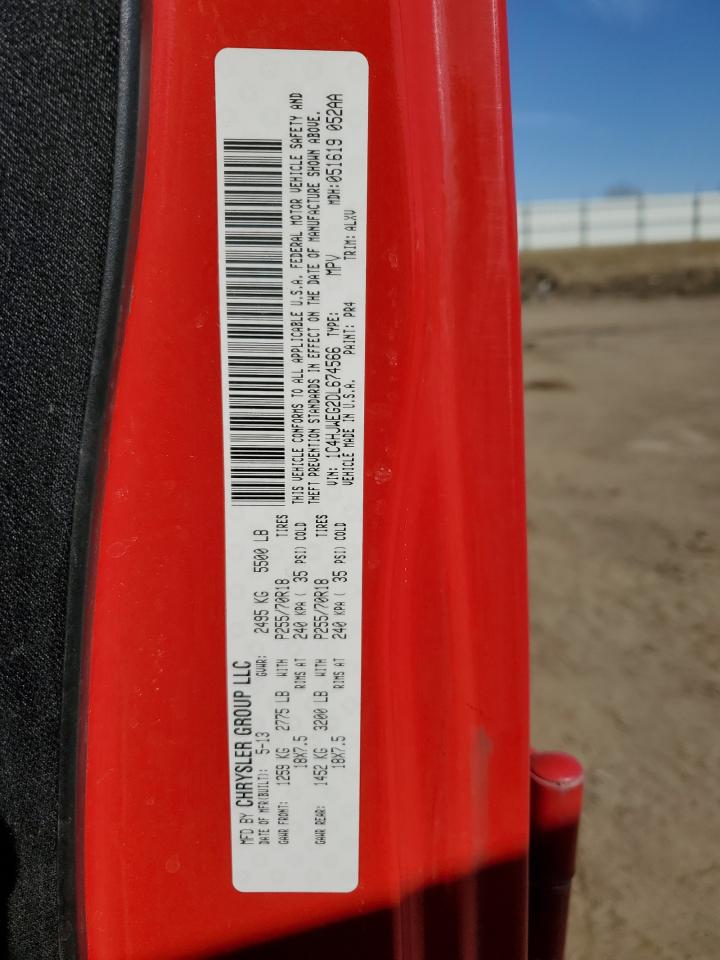 MFD BY CHRYSLER GROUP LLC
DATE OF MFR(BUILT): 5-13 GVWR: 2495 KG 5500 LB
GAWR FRONT: 1259 KG 2775 LB WITH P255/70R18 TIRES
18X7.5 RIMS AT 240 KPA ( 35 PSI) COLD
GAWR REAR: 1452 KG 3200 LB WITH P255/70R18 TIRES
18X7.5 RIMS AT 240 KPA ( 35 PSI) COLD
THIS VEHICLE CONFORMS TO ALL APPLICABLE U.S.A. FEDERAL MOTOR VEHICLE SAFETY AND
THEFT PREVENTION STANDARDS IN EFFECT ON THE DATE OF MANUFACTURE SHOWN ABOVE.
VIN: 1C4HJWEG2DL674566 TYPE: MPV MDH:051619 052AA
VEHICLE MADE IN U.S.A. PAINT: PR4 TRIM: ALXV